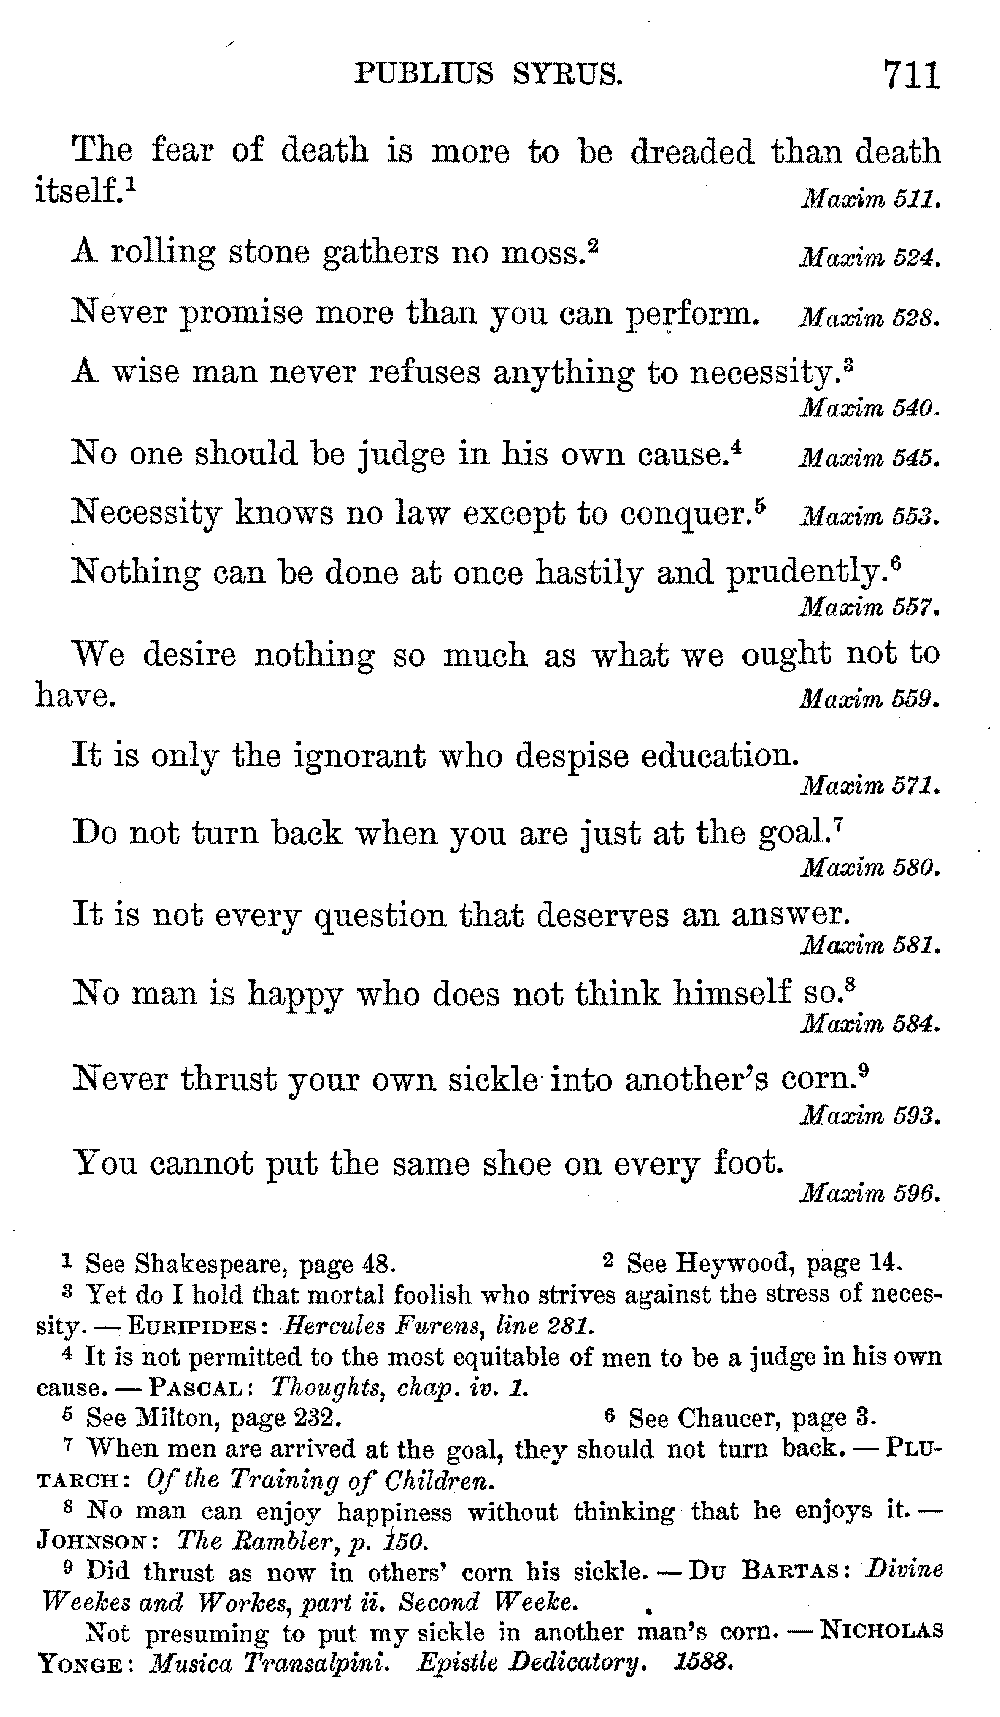 PUBLIUS SYRUS. 711
The fear of death is more to be dreaded than death
itself.¹ Maxim 511.
A rolling stone gathers no moss.² Maxim 524.
Never promise more than you can perform. Maxim 528.
A wise man never refuses anything to necessity.³
Maxim 540.
No one should be judge in his own cause.⁴ Maxim 545.
Necessity knows no law except to conquer.⁵ Maxim 553.
Nothing can be done at once hastily and prudently.⁶
Maxim 557.
We desire nothing so much as what we ought not to
have. Maxim 559.
It is only the ignorant who despise education.
Maxim 571.
Do not turn back when you are just at the goal.⁷
Maxim 580.
It is not every question that deserves an answer.
Maxim 581.
No man is happy who does not think himself so.⁸
Maxim 584.
Never thrust your own sickle into another's corn.⁹
Maxim 593.
You cannot put the same shoe on every foot.
Maxim 596.
¹ See Shakespeare, page 48. ² See Heywood, page 14.
³ Yet do I hold that mortal foolish who strives against the stress of neces-
sity. — EURIPIDES: Hercules Furens, line 281.
⁴ It is not permitted to the most equitable of men to be a judge in his own
cause. — PASCAL: Thoughts, chap. iv. 1.
⁵ See Milton, page 232. ⁶ See Chaucer, page 3.
⁷ When men are arrived at the goal, they should not turn back. — PLU-
TARCH: Of the Training of Children.
⁸ No man can enjoy happiness without thinking that he enjoys it. —
JOHNSON: The Rambler, p. 150.
⁹ Did thrust as now in others' corn his sickle. — DU BARTAS: Divine
Weekes and Workes, part ii. Second Weeke.
Not presuming to put my sickle in another man's corn. — NICHOLAS
YONGE: Musica Transalpini. Epistle Dedicatory. 1588.